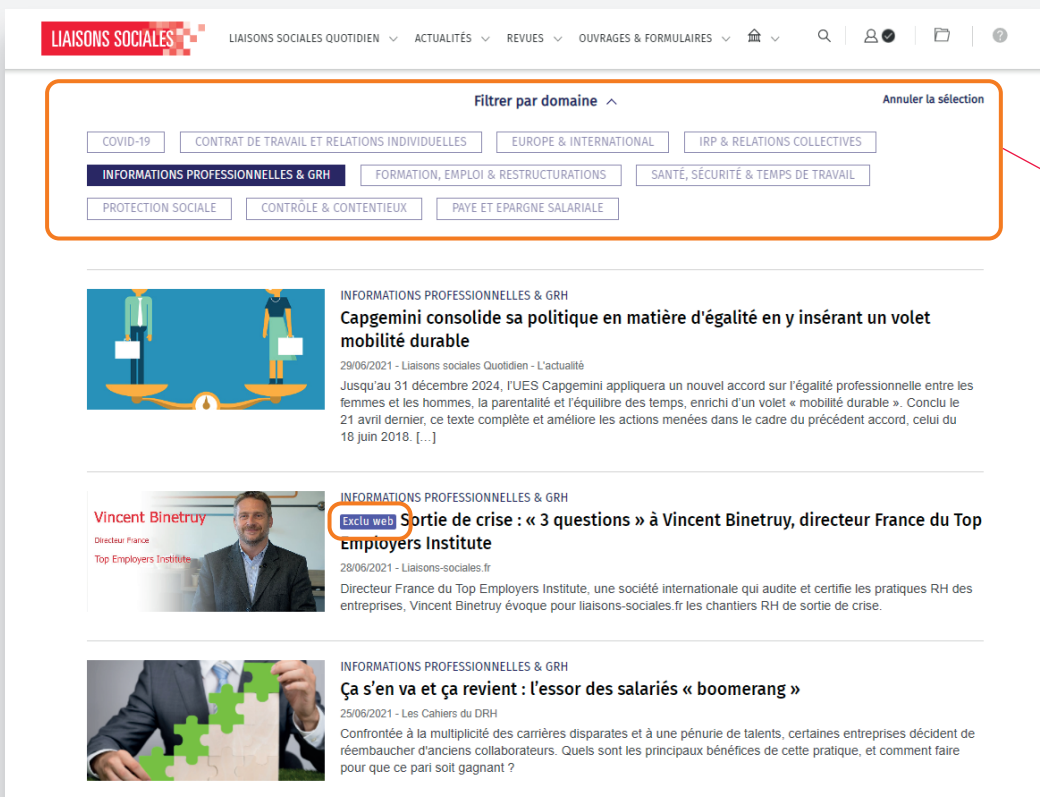 LIAISONS SOCIALES
LIAISONS SOCIALES QUOTIDIEN ACTUALITÉS REVUES OUVRAGES & FORMULAIRES
Filtrer par domaine
Annuler la sélection
COVID-19 CONTRAT DE TRAVAIL ET RELATIONS INDIVIDUELLES EUROPE & INTERNATIONAL IRP & RELATIONS COLLECTIVES
INFORMATIONS PROFESSIONNELLES & GRH FORMATION, EMPLOI & RESTRUCTURATIONS SANTÉ, SÉCURITÉ & TEMPS DE TRAVAIL
PROTECTION SOCIALE CONTRÔLE & CONTENTIEUX PAYE ET EPARGNE SALARIALE
INFORMATIONS PROFESSIONNELLES & GRH
Capgemini consolide sa politique en matière d'égalité en y insérant un volet
mobilité durable
29/06/2021 - Liaisons sociales Quotidien - L'actualité
Jusqu'au 31 décembre 2024, l'UES Capgemini appliquera un nouvel accord sur l'égalité professionnelle entre les
femmes et les hommes, la parentalité et l'équilibre des temps, enrichi d'un volet « mobilité durable ». Conclu le
21 avril dernier, ce texte complète et améliore les actions menées dans le cadre du précédent accord, celui du
18 juin 2018. […]
Vincent Binetruy
Directeur France
Top Employers Institute
INFORMATIONS PROFESSIONNELLES & GRH
Exclu web Sortie de crise : « 3 questions » à Vincent Binetruy, directeur France du Top
Employers Institute
28/06/2021 - Liaisons-sociales.fr
Directeur France du Top Employers Institute, une société internationale qui audite et certifie les pratiques RH des
entreprises, Vincent Binetruy évoque pour liaisons-sociales.fr les chantiers RH de sortie de crise.
INFORMATIONS PROFESSIONNELLES & GRH
Ça s'en va et ça revient : l'essor des salariés « boomerang »
25/06/2021 - Les Cahiers du DRH
Confrontée à la multiplicité des carrières disparates et à une pénurie de talents, certaines entreprises décident de
réembaucher d'anciens collaborateurs. Quels sont les principaux bénéfices de cette pratique, et comment faire
pour que ce pari soit gagnant ?